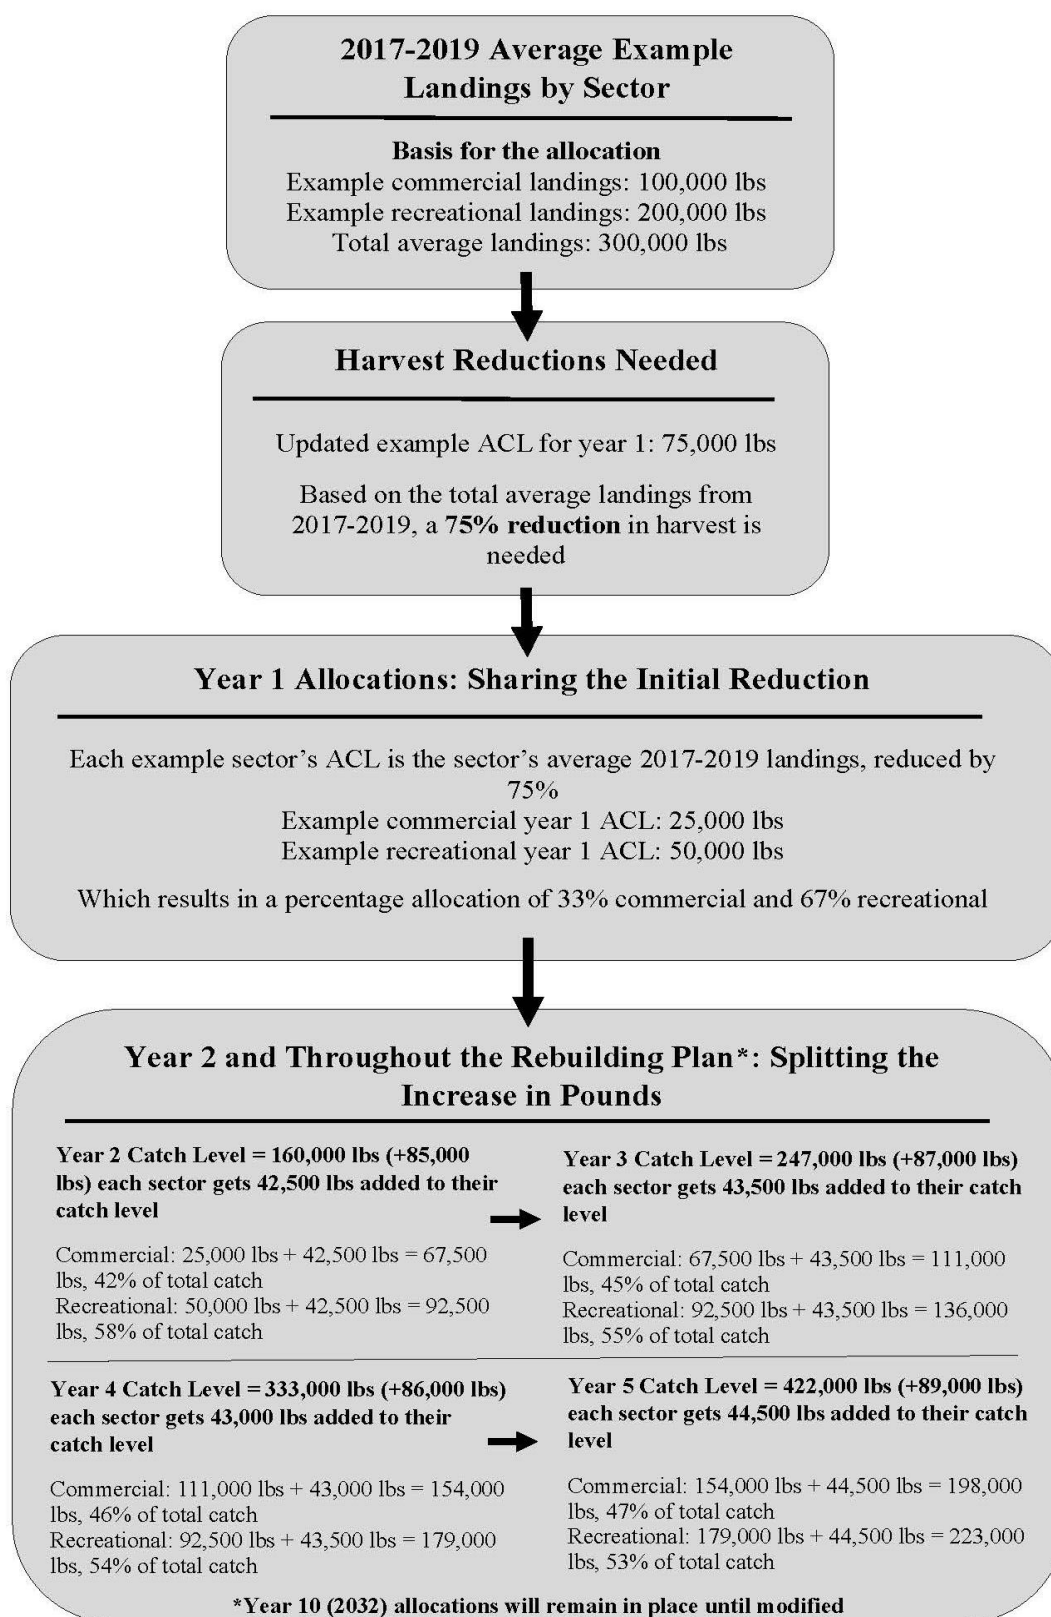 2017-2019 Average Example
Landings by Sector
Basis for the allocation
Example commercial landings: 100,000 lbs
Example recreational landings: 200,000 lbs
Total average landings: 300,000 lbs
Harvest Reductions Needed
Updated example ACL for year 1: 75,000 lbs
Based on the total average landings from
2017-2019, a 75% reduction in harvest is
needed
Year 1 Allocations: Sharing the Initial Reduction
Each example sector's ACL is the sector's average 2017-2019 landings, reduced by
75%
Example commercial year 1 ACL: 25,000 lbs
Example recreational year 1 ACL: 50,000 lbs
Which results in a percentage allocation of 33% commercial and 67% recreational
Year 2 and Throughout the Rebuilding Plan*: Splitting the
Increase in Pounds
Year 2 Catch Level = 160,000 lbs (+85,000
lbs) each sector gets 42,500 lbs added to their
catch level
Commercial: 25,000 lbs + 42,500 lbs = 67,500
lbs, 42% of total catch
Recreational: 50,000 lbs + 42,500 lbs = 92,500
lbs, 58% of total catch
Year 3 Catch Level = 247,000 lbs (+87,000 lbs)
each sector gets 43,500 lbs added to their catch
level
Commercial: 67,500 lbs + 43,500 lbs = 111,000
lbs, 45% of total catch
Recreational: 92,500 lbs + 43,500 lbs = 136,000
lbs, 55% of total catch
Year 4 Catch Level = 333,000 lbs (+86,000 lbs)
each sector gets 43,000 lbs added to their
catch level
Commercial: 111,000 lbs + 43,000 lbs = 154,000
lbs, 46% of total catch
Recreational: 92,500 lbs + 43,500 lbs = 179,000
lbs, 54% of total catch
Year 5 Catch Level = 422,000 lbs (+89,000 lbs)
each sector gets 44,500 lbs added to their catch
level
Commercial: 154,000 lbs + 44,500 lbs = 198,000
lbs, 47% of total catch
Recreational: 179,000 lbs + 44,500 lbs = 223,000
lbs, 53% of total catch
*Year 10 (2032) allocations will remain in place until modified